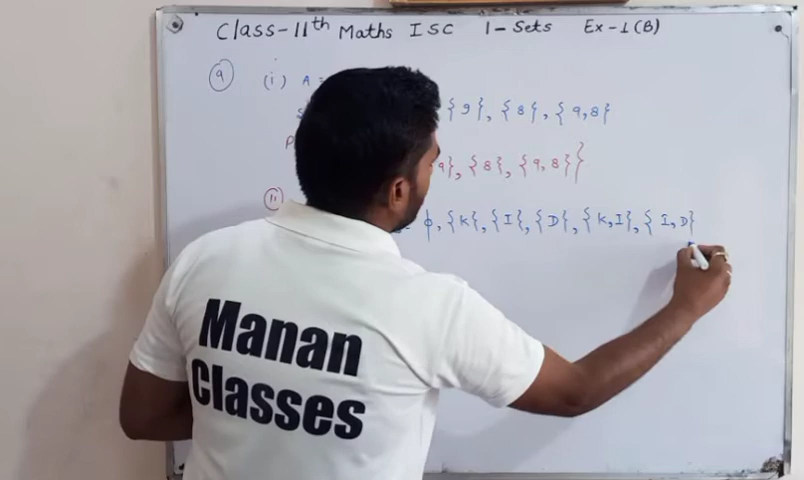 Class-11th Maths ISC 1-Sets Ex-1(B)
9 (i) A =
{9}, {8}, {9,8}
P 9}, {8}, {9,8}}
(ii)
= ϕ, {K}, {I}, {D}, {K,I}, {I,D}
Manan
Classes